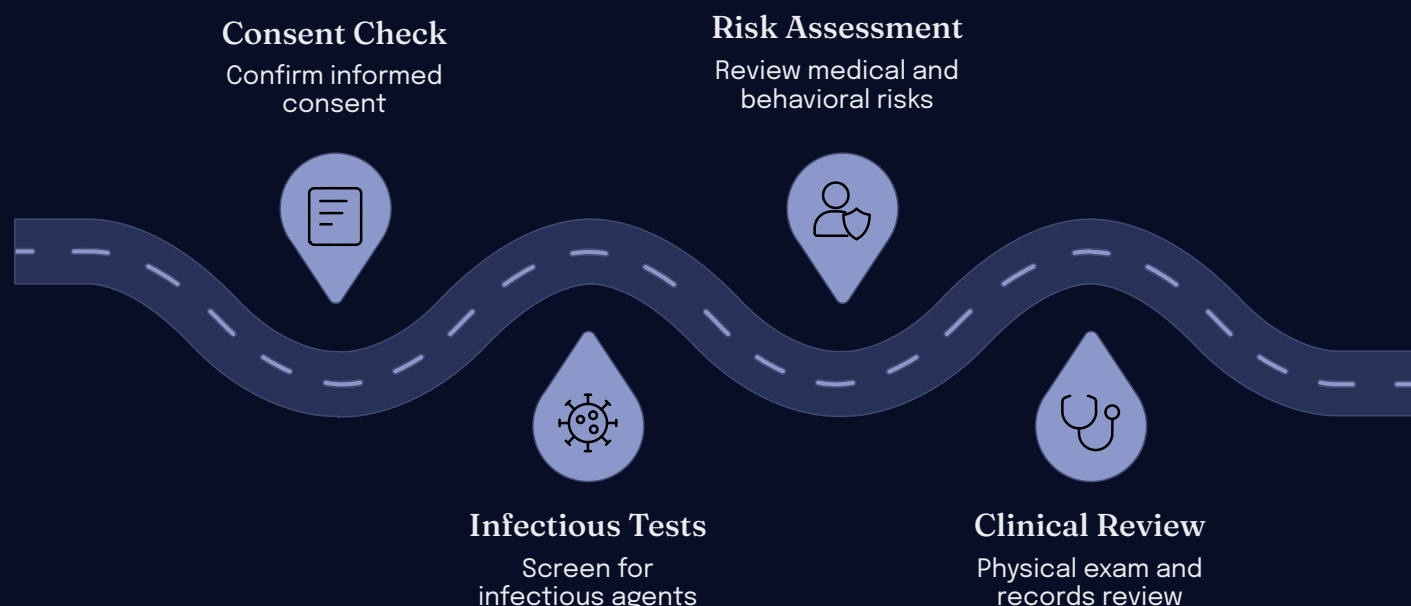 Consent Check
Confirm informed
consent
Infectious Tests
Screen for
infectious agents
Risk Assessment
Review medical and
behavioral risks
Clinical Review
Physical exam and
records review